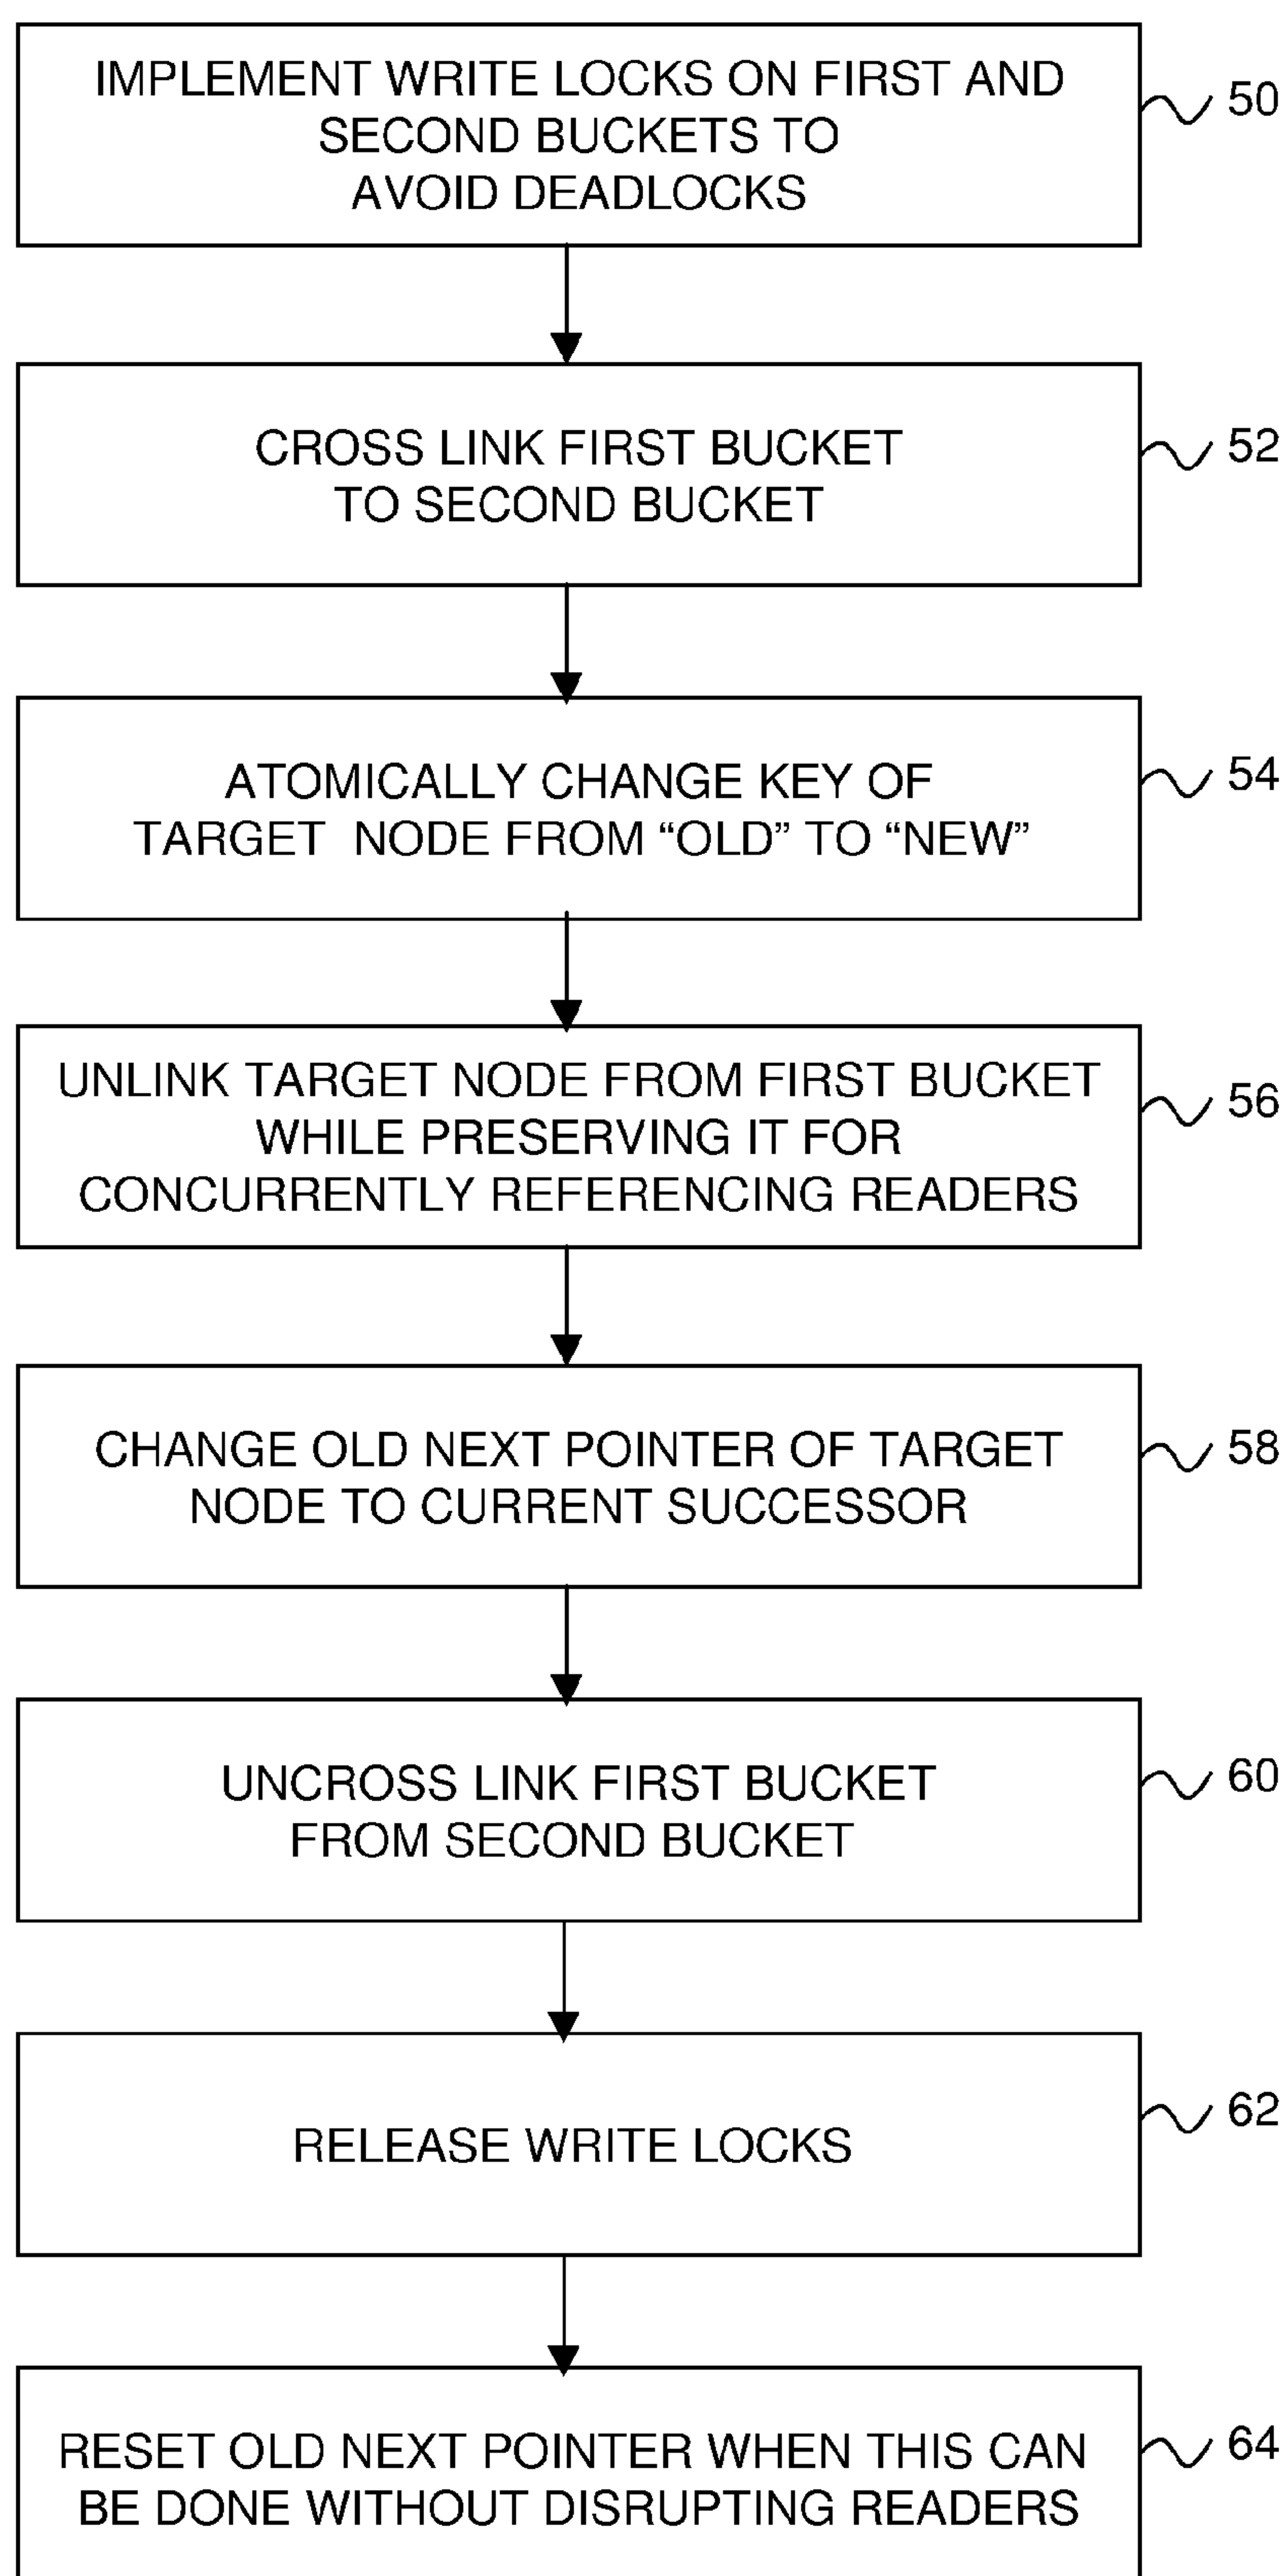 IMPLEMENT WRITE LOCKS ON FIRST AND
SECOND BUCKETS TO
AVOID DEADLOCKS
50
CROSS LINK FIRST BUCKET
TO SECOND BUCKET
52
ATOMICALLY CHANGE KEY OF
TARGET NODE FROM “OLD” TO “NEW”
54
UNLINK TARGET NODE FROM FIRST BUCKET
WHILE PRESERVING IT FOR
CONCURRENTLY REFERENCING READERS
56
CHANGE OLD NEXT POINTER OF TARGET
NODE TO CURRENT SUCCESSOR
58
UNCROSS LINK FIRST BUCKET
FROM SECOND BUCKET
60
RELEASE WRITE LOCKS
62
RESET OLD NEXT POINTER WHEN THIS CAN
BE DONE WITHOUT DISRUPTING READERS
64